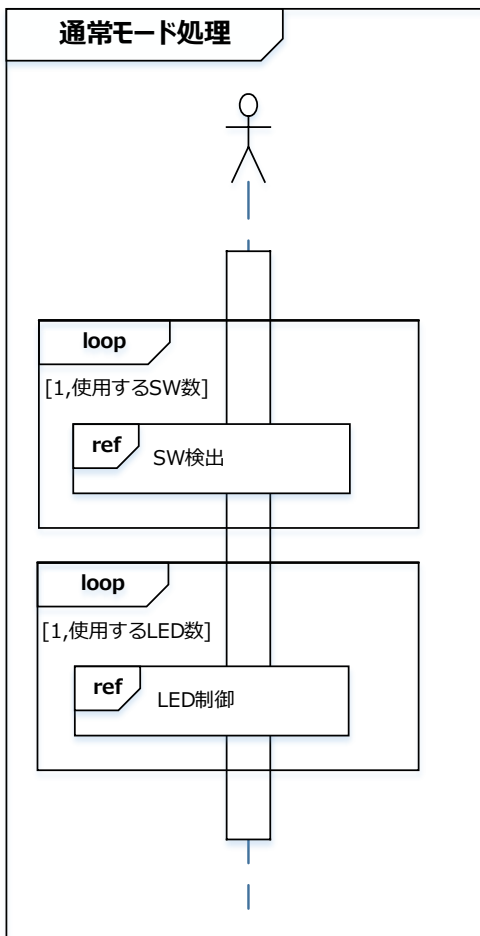 通常モード処理
loop
[1,使用するSW数]
ref
SW検出
loop
[1,使用するLED数]
ref
LED制御